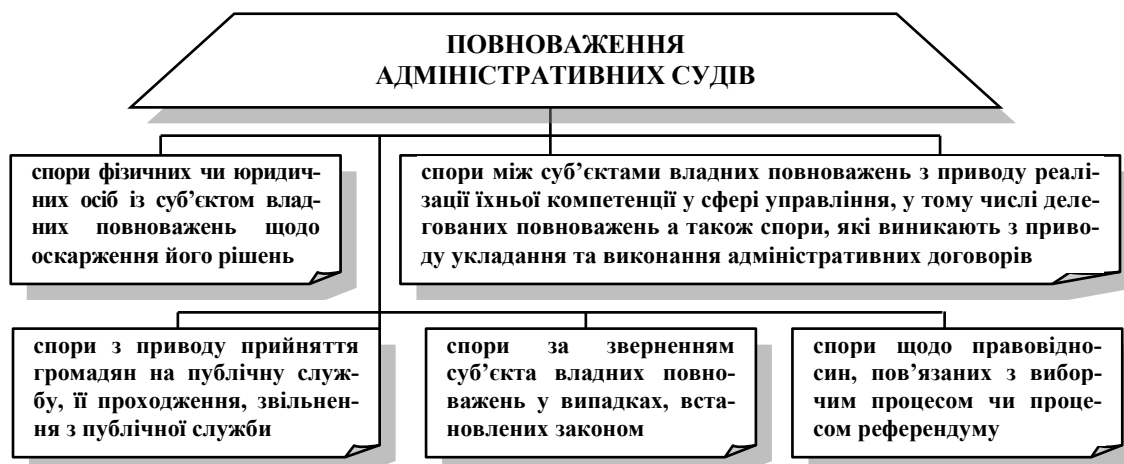 ПОВНОВАЖЕННЯ
АДМІНІСТРАТИВНИХ СУДІВ
спори фізичних чи юридич-
них осіб із суб’єктом влад-
них повноважень щодо
оскарження його рішень
спори між суб’єктами владних повноважень з приводу реалі-
зації їхньої компетенції у сфері управління, у тому числі деле-
гованих повноважень а також спори, які виникають з приво-
ду укладання та виконання адміністративних договорів
спори з приводу прийняття
громадян на публічну служ-
бу, її проходження, звільнен-
ня з публічної служби
спори за зверненням
суб’єкта владних повно-
важень у випадках, вста-
новлених законом
спори щодо правовідно-
син, пов’язаних з вибор-
чим процесом чи проце-
сом референдуму